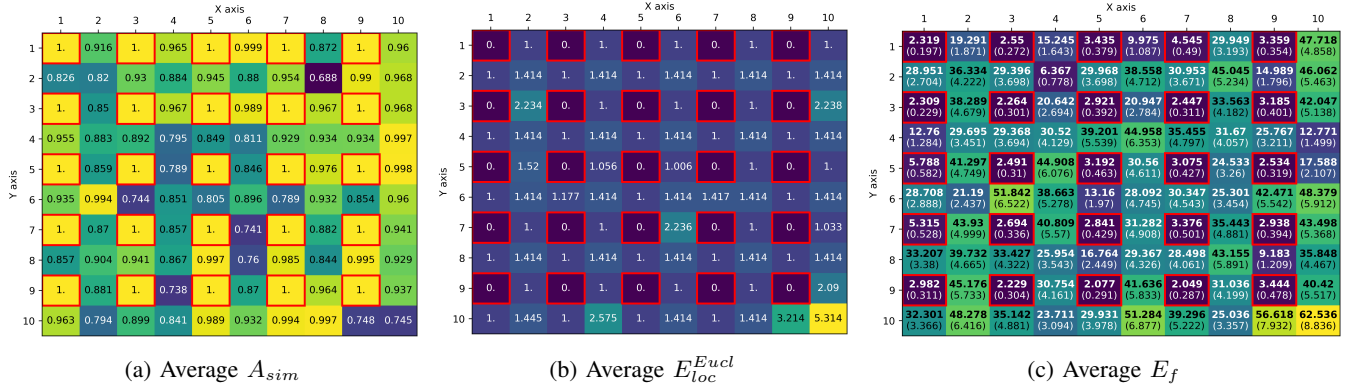 X axis
1 2 3 4 5 6 7 8 9 10
Y axis
1 1. 0.916 1. 0.965 1. 0.999 1. 0.872 1. 0.96
2 0.826 0.82 0.93 0.884 0.945 0.88 0.954 0.688 0.99 0.968
3 1. 0.85 1. 0.967 1. 0.989 1. 0.967 1. 0.968
4 0.955 0.883 0.892 0.795 0.849 0.811 0.929 0.934 0.934 0.997
5 1. 0.859 1. 0.789 1. 0.846 1. 0.976 1. 0.998
6 0.935 0.994 0.744 0.851 0.805 0.896 0.789 0.932 0.854 0.96
7 1. 0.87 1. 0.857 1. 0.741 1. 0.882 1. 0.941
8 0.857 0.904 0.941 0.867 0.997 0.76 0.985 0.844 0.995 0.929
9 1. 0.881 1. 0.738 1. 0.87 1. 0.964 1. 0.937
10 0.963 0.794 0.899 0.841 0.989 0.932 0.994 0.997 0.748 0.745
(a) Average A_sim
X axis
1 2 3 4 5 6 7 8 9 10
Y axis
1 0. 1. 0. 1. 0. 1. 0. 1. 0. 1.
2 1. 1.414 1. 1.414 1. 1.414 1. 1.414 1. 1.414
3 0. 2.234 0. 1. 0. 1. 0. 1. 0. 2.238
4 1. 1.414 1. 1.414 1. 1.414 1. 1.414 1. 1.414
5 0. 1.52 0. 1.056 0. 1.006 0. 1. 0. 1.
6 1. 1.414 1.177 1.414 1. 1.414 1.417 1.414 1. 1.414
7 0. 1. 0. 1. 0. 2.236 0. 1. 0. 1.033
8 1. 1.414 1. 1.414 1. 1.414 1. 1.414 1. 1.414
9 0. 1. 0. 1. 0. 1. 0. 1. 0. 2.09
10 1. 1.445 1. 2.575 1. 1.414 1. 1.414 3.214 5.314
(b) Average E_loc^Eucl
X axis
1 2 3 4 5 6 7 8 9 10
Y axis
1 2.319 19.291 2.55 15.245 3.435 9.975 4.545 29.949 3.359 47.718
(0.197) (1.871) (0.272) (1.643) (0.379) (1.087) (0.49) (3.193) (0.354) (4.858)
2 28.951 36.334 29.396 6.367 29.968 38.558 30.953 45.045 14.989 46.062
(2.704) (4.222) (3.698) (0.778) (3.698) (4.712) (3.671) (5.234) (1.796) (5.463)
3 2.309 38.289 2.264 20.642 2.921 20.947 2.447 33.563 3.185 42.047
(0.229) (4.679) (0.301) (2.694) (0.392) (2.784) (0.311) (4.182) (0.401) (5.138)
4 12.76 29.695 29.368 30.52 39.201 44.958 35.455 31.67 25.767 12.771
(1.284) (3.451) (3.694) (4.129) (5.539) (6.353) (4.797) (4.057) (3.211) (1.499)
5 5.788 41.297 2.491 44.908 3.192 30.56 3.075 24.533 2.534 17.588
(0.582) (4.749) (0.31) (6.076) (0.463) (4.611) (0.427) (3.26) (0.319) (2.107)
6 28.708 21.19 51.842 38.663 13.16 28.092 30.347 25.301 42.471 48.379
(2.888) (2.437) (6.522) (5.278) (1.97) (4.745) (4.543) (3.454) (5.542) (5.912)
7 5.315 43.93 2.694 40.809 2.841 31.282 3.376 35.443 2.938 43.498
(0.528) (4.999) (0.336) (5.57) (0.429) (4.908) (0.501) (4.881) (0.394) (5.368)
8 33.207 39.732 33.427 25.954 16.764 29.367 28.498 43.155 9.183 35.848
(3.38) (4.665) (4.322) (3.543) (2.449) (4.326) (4.061) (5.891) (1.209) (4.467)
9 2.982 45.176 2.229 30.754 2.077 41.636 2.049 31.036 3.444 40.42
(0.311) (5.733) (0.304) (4.161) (0.291) (5.833) (0.287) (4.199) (0.478) (5.517)
10 32.301 48.278 35.142 23.711 29.931 51.284 39.296 25.036 56.618 62.536
(3.366) (6.416) (4.881) (3.094) (3.978) (6.877) (5.222) (3.357) (7.932) (8.836)
(c) Average E_f